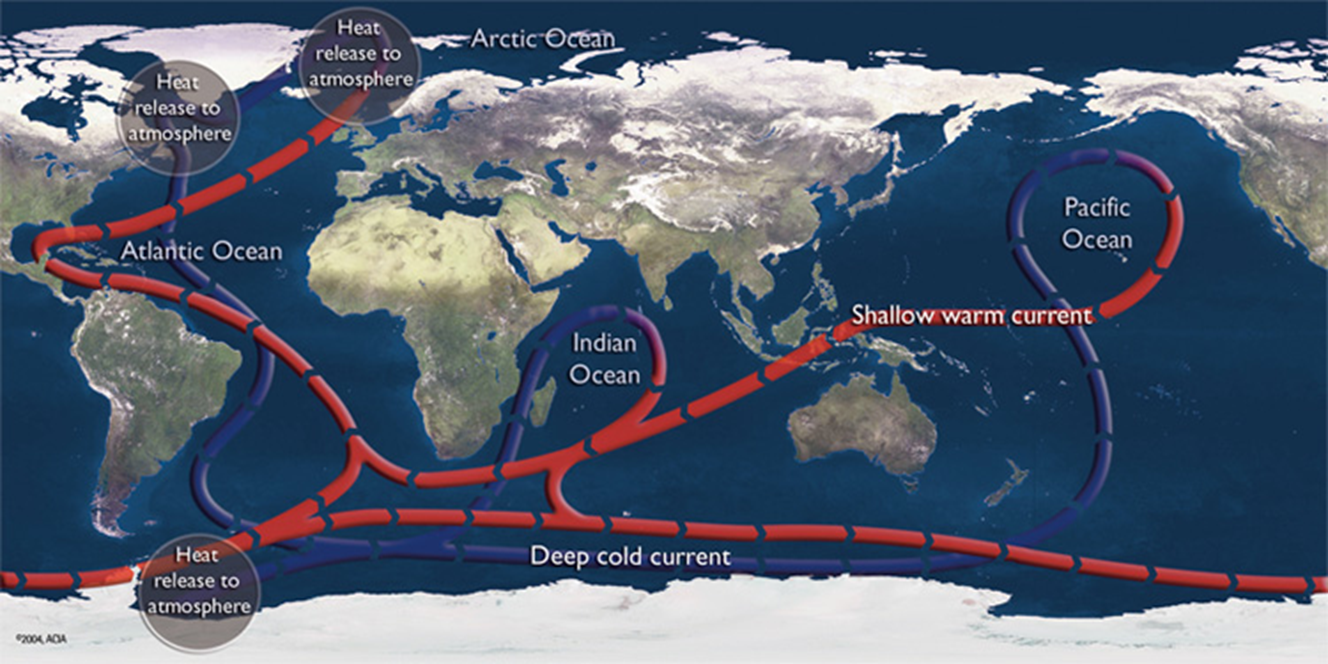 Heat
release to
atmosphere
Arctic Ocean
Heat
release to
atmosphere
Pacific
Ocean
Atlantic Ocean
Shallow warm current
Indian
Ocean
Deep cold current
Heat
release to
atmosphere
©2004, ACIA